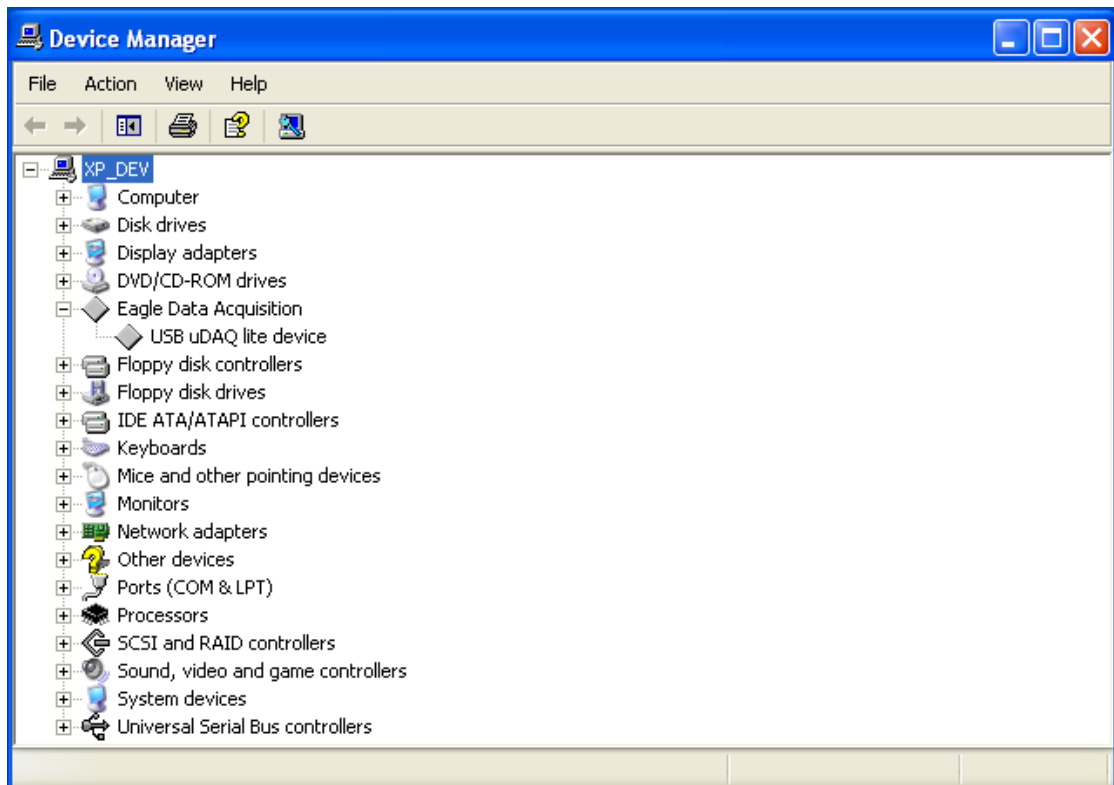 Device Manager
File Action View Help
XP_DEV
Computer
Disk drives
Display adapters
DVD/CD-ROM drives
Eagle Data Acquisition
USB uDAQ lite device
Floppy disk controllers
Floppy disk drives
IDE ATA/ATAPI controllers
Keyboards
Mice and other pointing devices
Monitors
Network adapters
Other devices
Ports (COM & LPT)
Processors
SCSI and RAID controllers
Sound, video and game controllers
System devices
Universal Serial Bus controllers